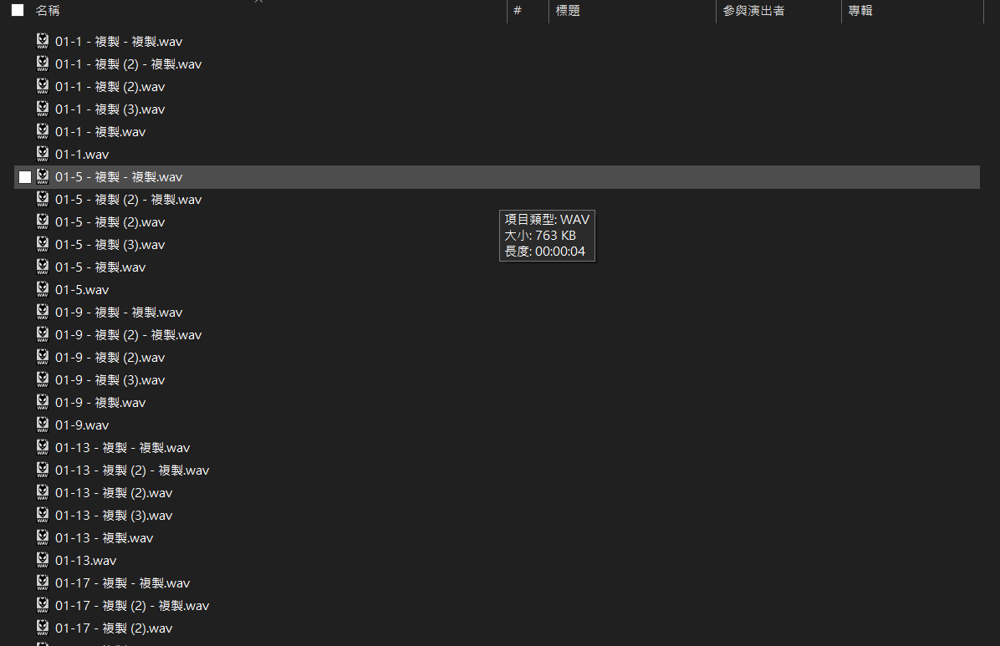 名稱 # 標題 參與演出者 專輯
01-1 - 複製 - 複製.wav
01-1 - 複製 (2) - 複製.wav
01-1 - 複製 (2).wav
01-1 - 複製 (3).wav
01-1 - 複製.wav
01-1.wav
01-5 - 複製 - 複製.wav
01-5 - 複製 (2) - 複製.wav
01-5 - 複製 (2).wav
01-5 - 複製 (3).wav
01-5 - 複製.wav
01-5.wav
01-9 - 複製 - 複製.wav
01-9 - 複製 (2) - 複製.wav
01-9 - 複製 (2).wav
01-9 - 複製 (3).wav
01-9 - 複製.wav
01-9.wav
01-13 - 複製 - 複製.wav
01-13 - 複製 (2) - 複製.wav
01-13 - 複製 (2).wav
01-13 - 複製 (3).wav
01-13 - 複製.wav
01-13.wav
01-17 - 複製 - 複製.wav
01-17 - 複製 (2) - 複製.wav
01-17 - 複製 (2).wav
項目類型: WAV
大小: 763 KB
長度: 00:00:04